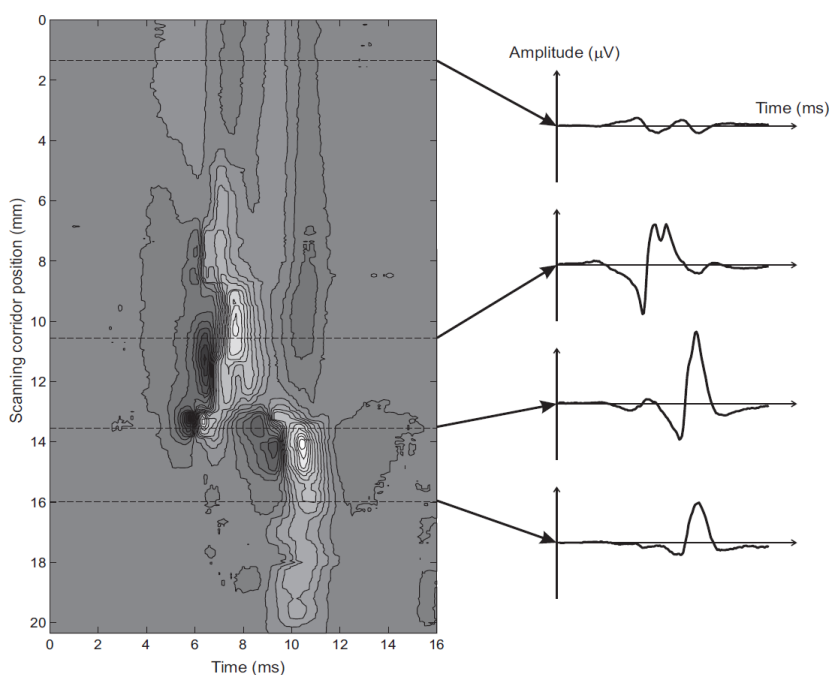 0
2
4
6
8
10
12
14
16
18
20
Scanning corridor position (mm)
0 2 4 6 8 10 12 14 16
Time (ms)
Amplitude (μV)
Time (ms)